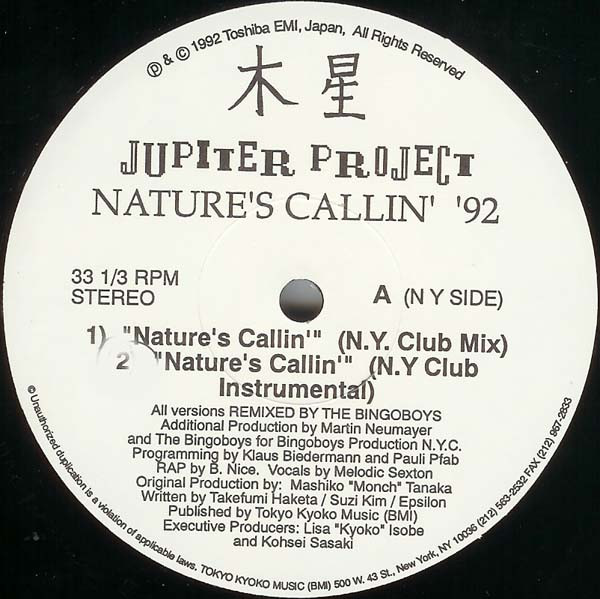 ℗ & © 1992 Toshiba EMI, Japan, All Rights Reserved
木星
JUPITER PROJECT
NATURE'S CALLIN' '92
33 1/3 RPM
STEREO
A (N Y SIDE)
1) "Nature's Callin'" (N.Y. Club Mix)
2 "Nature's Callin'" (N.Y Club
Instrumental)
All versions REMIXED BY THE BINGOBOYS
Additional Production by Martin Neumayer
and The Bingoboys for Bingoboys Production N.Y.C.
Programming by Klaus Biedermann and Pauli Pfab
RAP by B. Nice. Vocals by Melodic Sexton
Original Production by: Mashiko "Monch" Tanaka
Written by Takefumi Haketa / Suzi Kim / Epsilon
Published by Tokyo Kyoko Music (BMI)
Executive Producers: Lisa "Kyoko" Isobe
and Kohsei Sasaki
© Unauthorized duplication is a violation of applicable laws. TOKYO KYOKO MUSIC (BMI) 500 W. 43 St., New York, NY 10036 (212) 563-2532 FAX (212) 967-2833